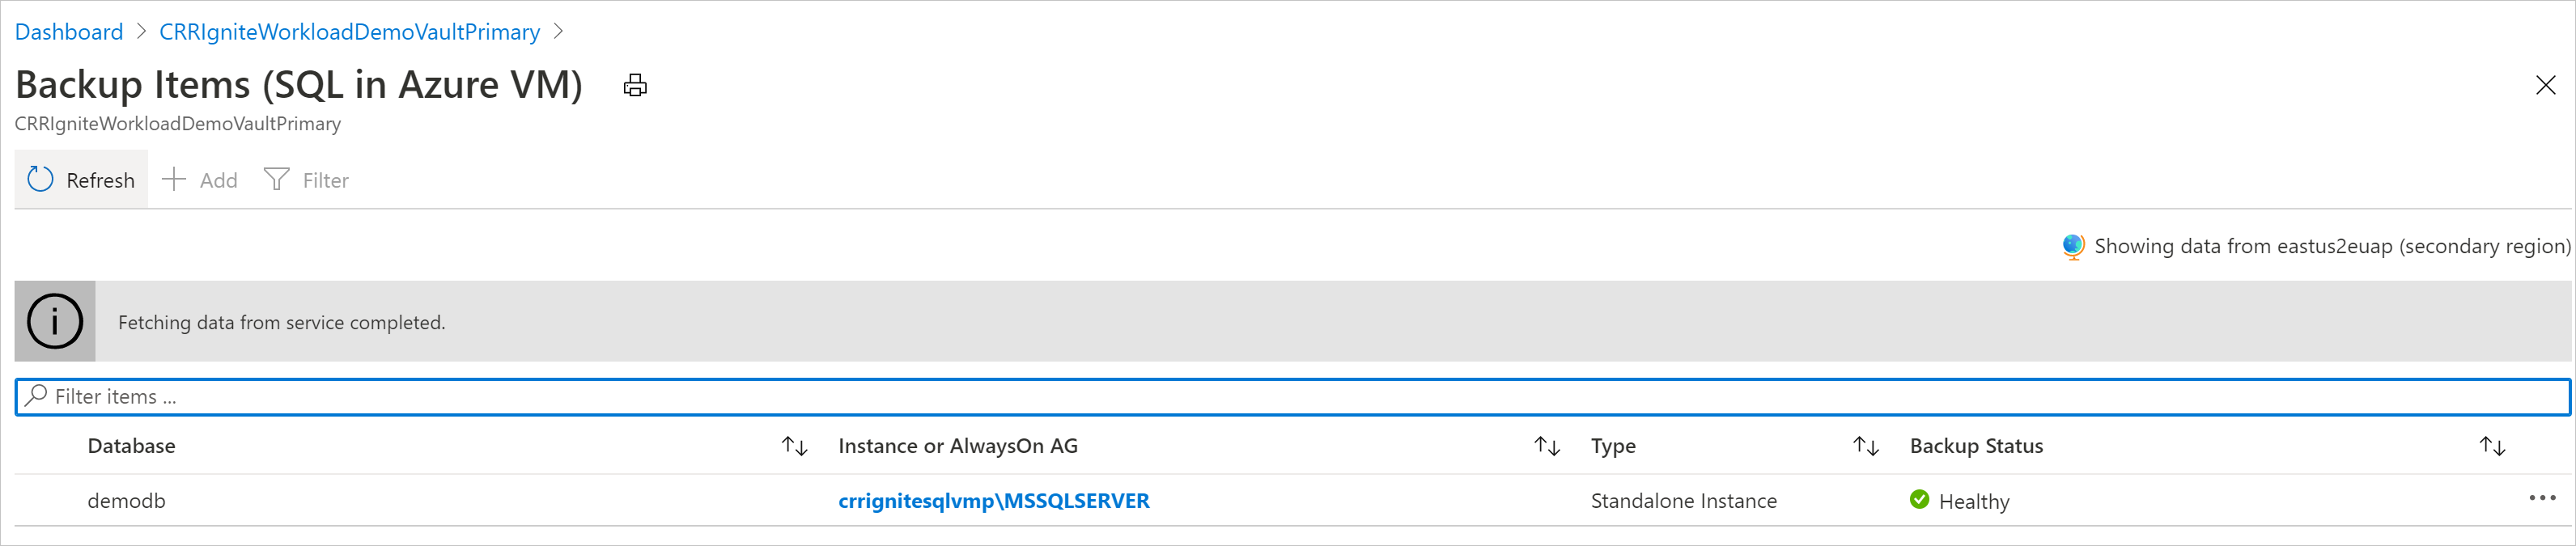 Dashboard > CRRIgniteWorkloadDemoVaultPrimary >
Backup Items (SQL in Azure VM)
CRRIgniteWorkloadDemoVaultPrimary
Refresh Add Filter
Showing data from eastus2euap (secondary region)
Fetching data from service completed.
Filter items ...
Database Instance or AlwaysOn AG Type Backup Status
demodb crrignitesqlvmp\MSSQLSERVER Standalone Instance Healthy